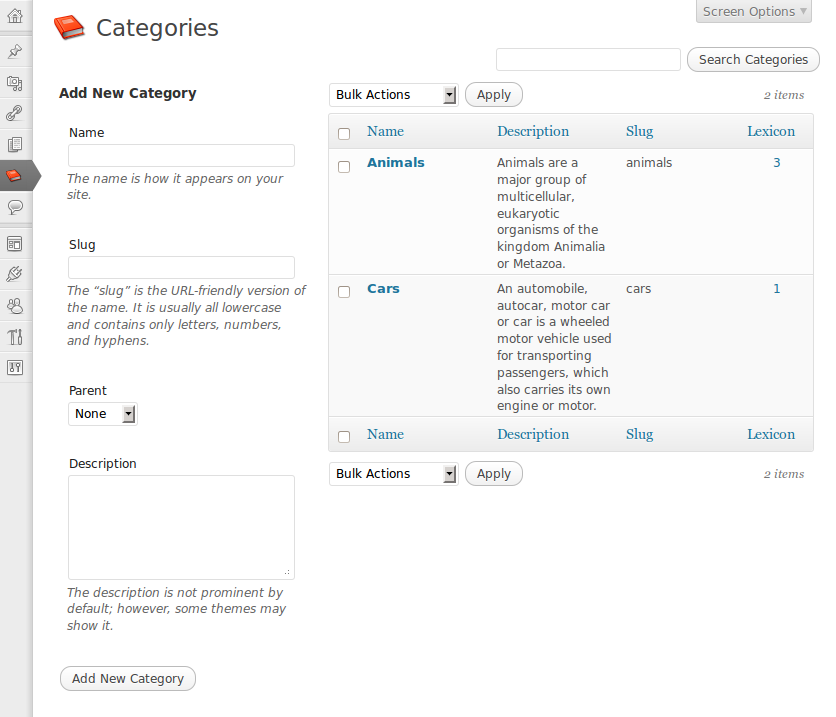 Screen Options
Categories
Search Categories
Add New Category
Name
The name is how it appears on your
site.
Slug
The “slug” is the URL-friendly version of
the name. It is usually all lowercase
and contains only letters, numbers,
and hyphens.
Parent
None
Description
The description is not prominent by
default; however, some themes may
show it.
Add New Category
Bulk Actions Apply 2 items
Name Description Slug Lexicon
Animals Animals are a animals 3
major group of
multicellular,
eukaryotic
organisms of the
kingdom Animalia
or Metazoa.
Cars An automobile, cars 1
autocar, motor car
or car is a wheeled
motor vehicle used
for transporting
passengers, which
also carries its own
engine or motor.
Name Description Slug Lexicon
Bulk Actions Apply 2 items